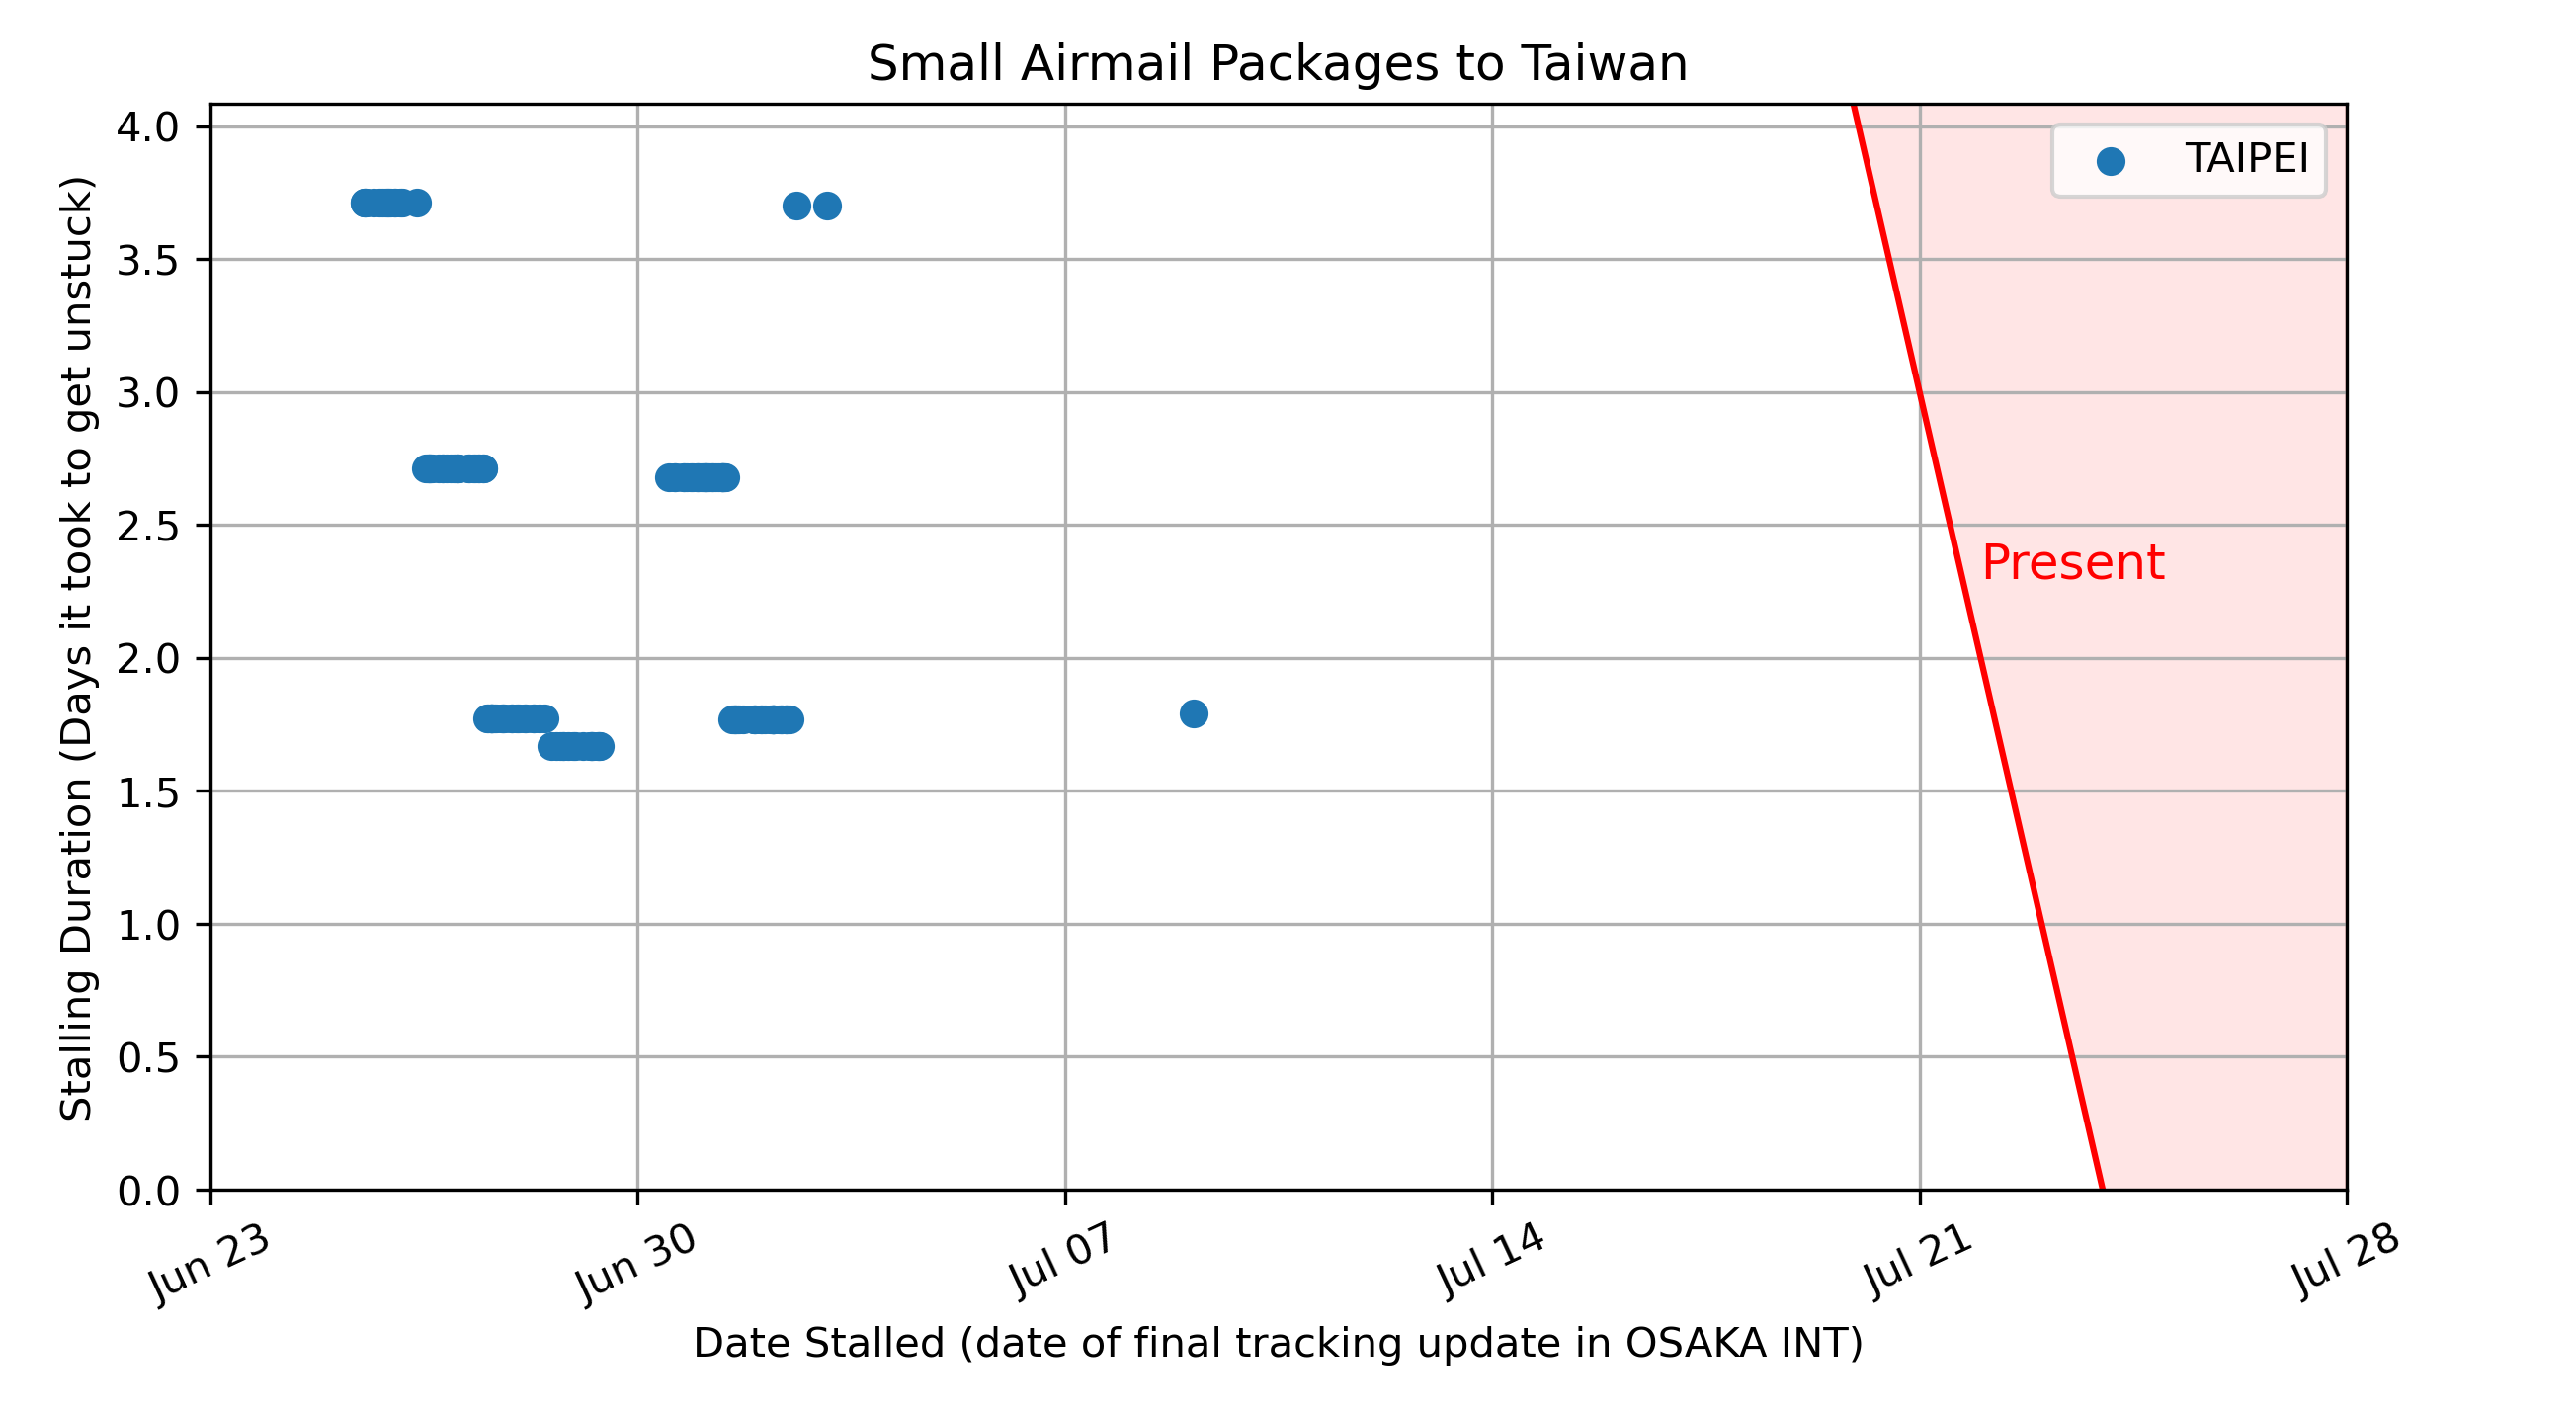 Small Airmail Packages to Taiwan
Stalling Duration (Days it took to get unstuck)
4.0
3.5
3.0
2.5
2.0
1.5
1.0
0.5
0.0
TAIPEI
Present
Jun 23
Jun 30
Jul 07
Jul 14
Jul 21
Jul 28
Date Stalled (date of final tracking update in OSAKA INT)